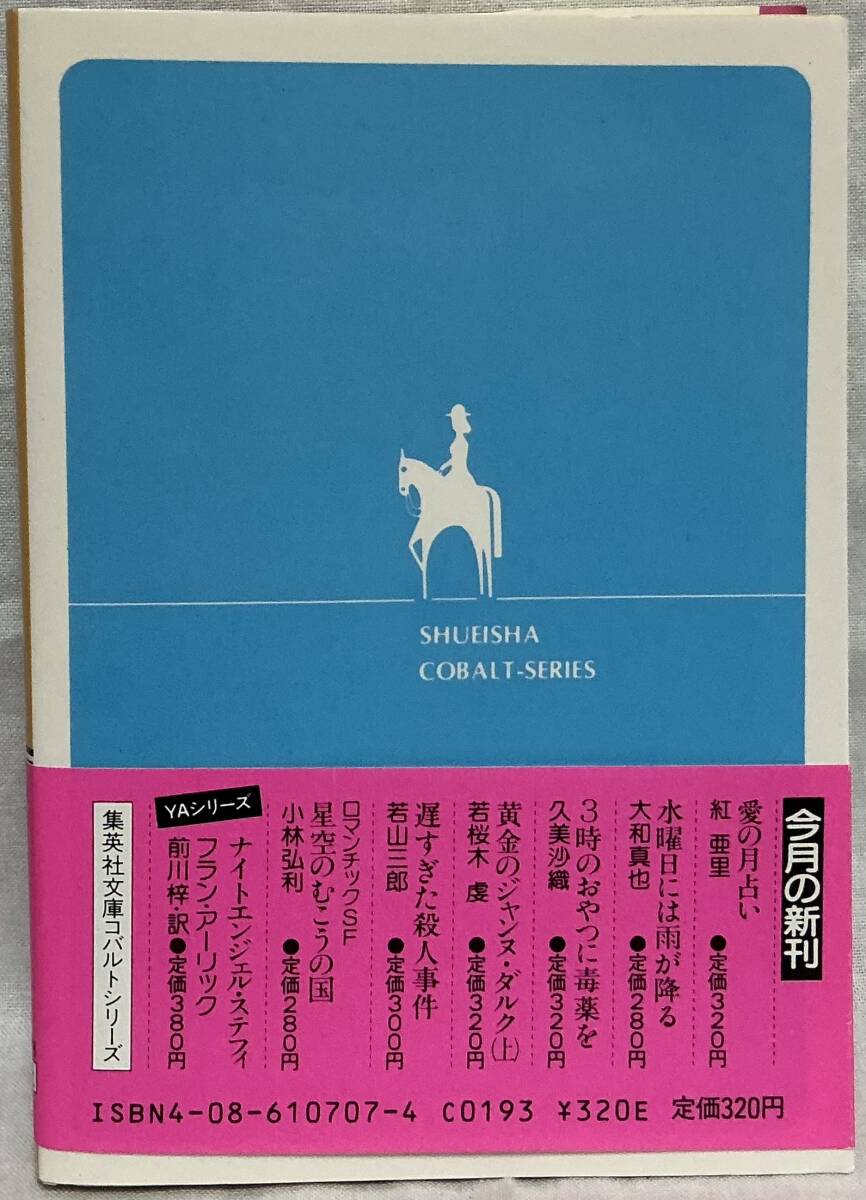 SHUEISHA
COBALT-SERIES
今月の新刊
愛の月占い
紅亜里 ●定価320円
水曜日には雨が降る
大和真也 ●定価280円
3時のおやつに毒薬を
久美沙織 ●定価320円
黄金のジャンヌ・ダルク(上)
若桜木虔 ●定価320円
遅すぎた殺人事件
若山三郎 ●定価300円
ロマンチックSF
星空のむこうの国
小林弘利 ●定価280円
YAシリーズ
ナイトエンジェル・ステフィ
フラン・アーリック
前川梓・訳 ●定価380円
集英社文庫コバルトシリーズ
ISBN4-08-610707-4 C0193 ¥320E 定価320円